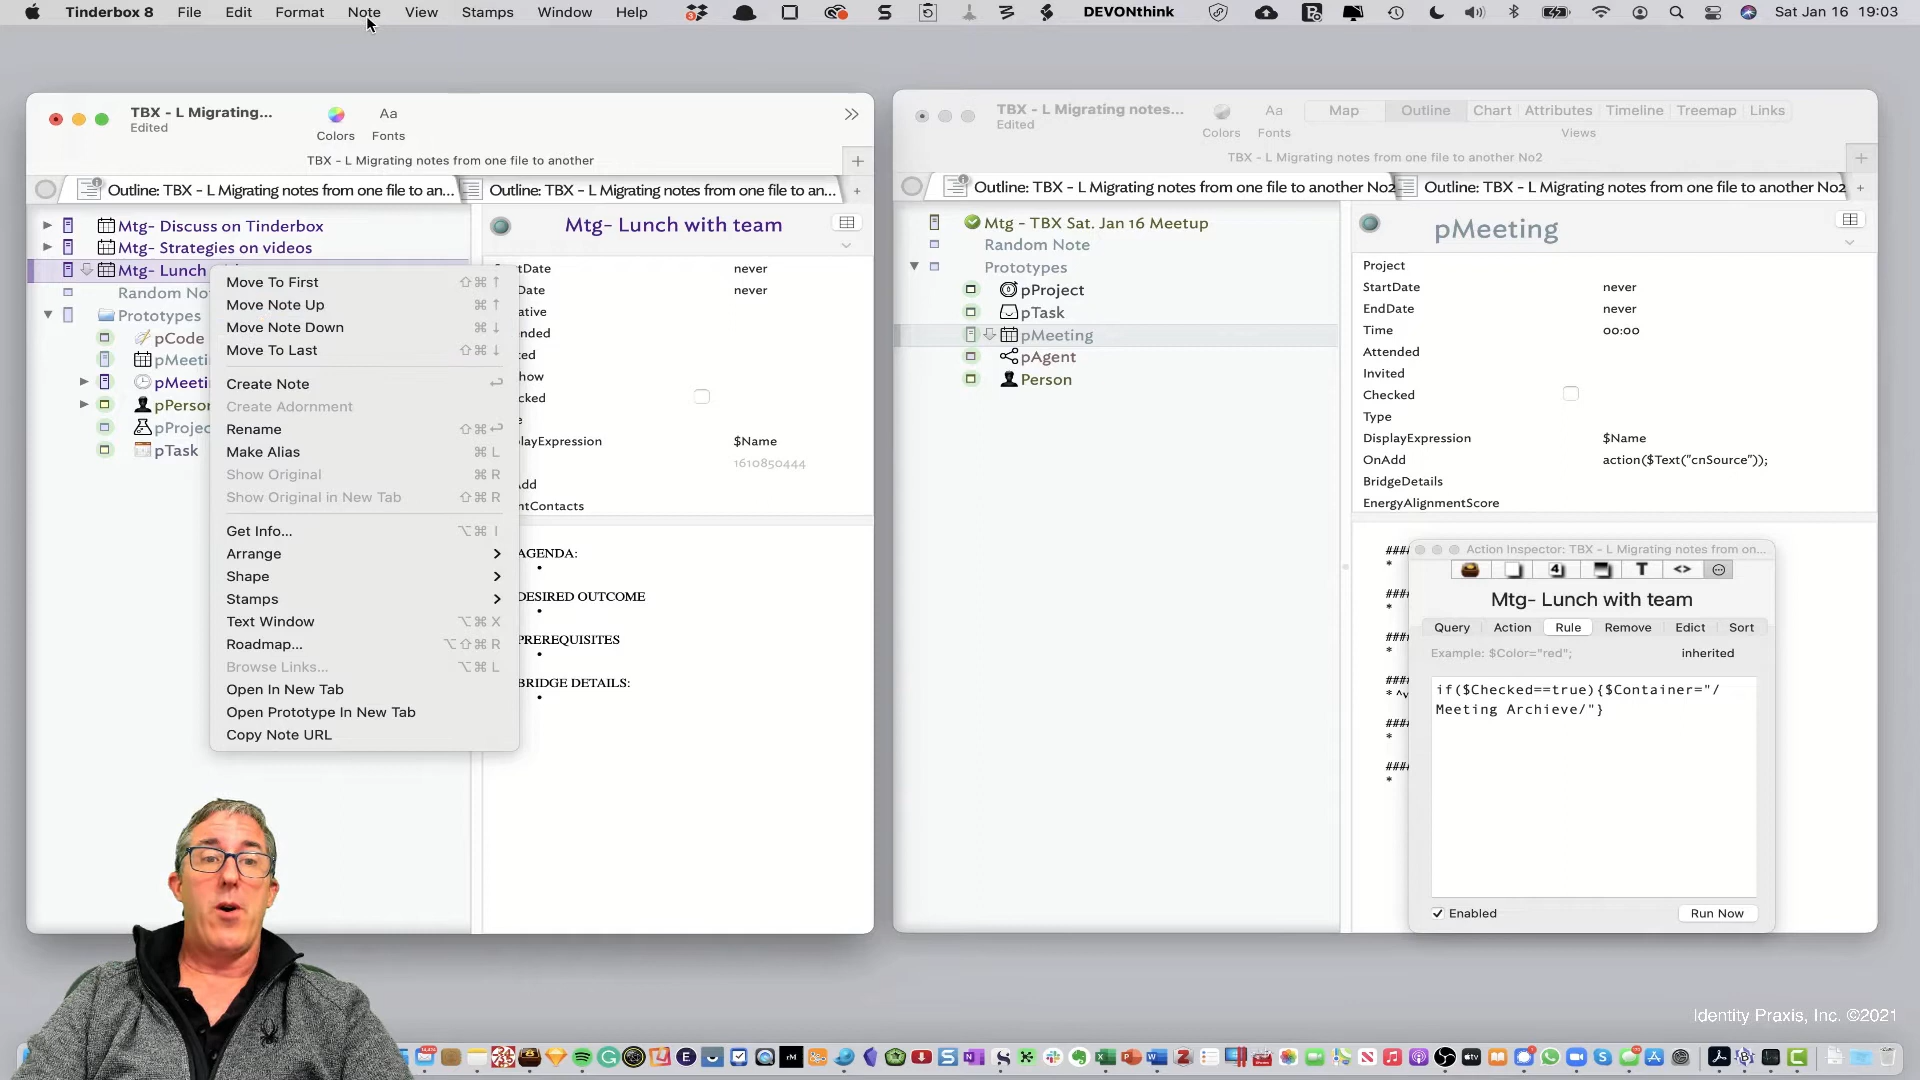 Tinderbox 8 File Edit Format Note View Stamps Window Help DEVONthink Sat Jan 16 19:03
TBX - L Migrating...
Edited
Colors
Aa
Fonts
TBX - L Migrating notes from one file to another
Outline: TBX - L Migrating notes from one file to an...
Outline: TBX - L Migrating notes from one file to an...
Mtg- Discuss on Tinderbox
Mtg- Strategies on videos
Mtg- Lunch
Random No
Prototypes
pCode
pMeeti
pMeeti
pPerson
pProjec
pTask
Move To First ⇧⌘↑
Move Note Up ⌘↑
Move Note Down ⌘↓
Move To Last ⇧⌘↓
Create Note
Create Adornment
Rename ⇧⌘
Make Alias ⌘ L
Show Original ⌘ R
Show Original in New Tab ⇧⌘ R
Get Info... ⌥⌘ I
Arrange
Shape
Stamps
Text Window ⌥⌘ X
Roadmap... ⌥⇧⌘ R
Browse Links... ⌥⌘ L
Open In New Tab
Open Prototype In New Tab
Copy Note URL
Mtg- Lunch with team
tDate never
Date never
ative
nded
ed
how
cked
e
layExpression $Name
1610850444
dd
ntContacts
AGENDA:
•
DESIRED OUTCOME
•
PREREQUISITES
•
BRIDGE DETAILS:
•
TBX - L Migrating notes...
Edited
Colors
Aa
Fonts
Map Outline Chart Attributes Timeline Treemap Links
Views
TBX - L Migrating notes from one file to another No2
Outline: TBX - L Migrating notes from one file to another No2
Outline: TBX - L Migrating notes from one file to another No2
Mtg - TBX Sat. Jan 16 Meetup
Random Note
Prototypes
pProject
pTask
pMeeting
pAgent
Person
pMeeting
Project
StartDate never
EndDate never
Time 00:00
Attended
Invited
Checked
Type
DisplayExpression $Name
OnAdd action($Text("cnSource"));
BridgeDetails
EnergyAlignmentScore
####
*
####
*
####
*
####
* ^v
####
*
####
*
Action Inspector: TBX - L Migrating notes from on...
Mtg- Lunch with team
Query Action Rule Remove Edict Sort
Example: $Color="red"; inherited
if($Checked==true){$Container="/
Meeting Archieve/"}
Enabled
Run Now
Identity Praxis, Inc. ©2021